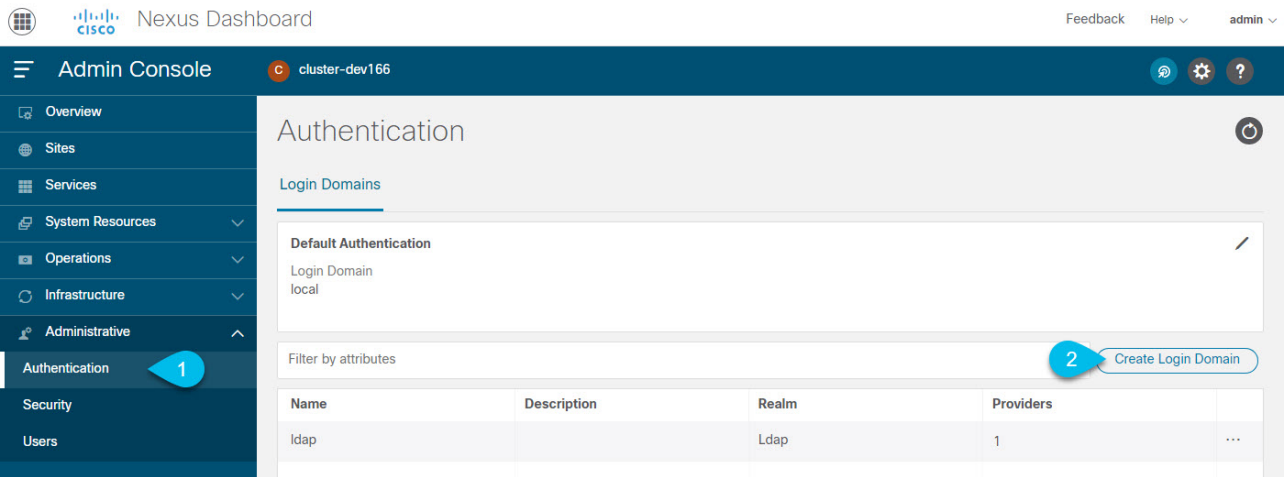 CISCO Nexus Dashboard Feedback Help admin
Admin Console C cluster-dev166 ?
Overview
Sites
Services
System Resources
Operations
Infrastructure
Administrative
Authentication 1
Security
Users
Authentication
Login Domains
Default Authentication
Login Domain
local
Filter by attributes 2 Create Login Domain
Name Description Realm Providers
ldap Ldap 1 ...